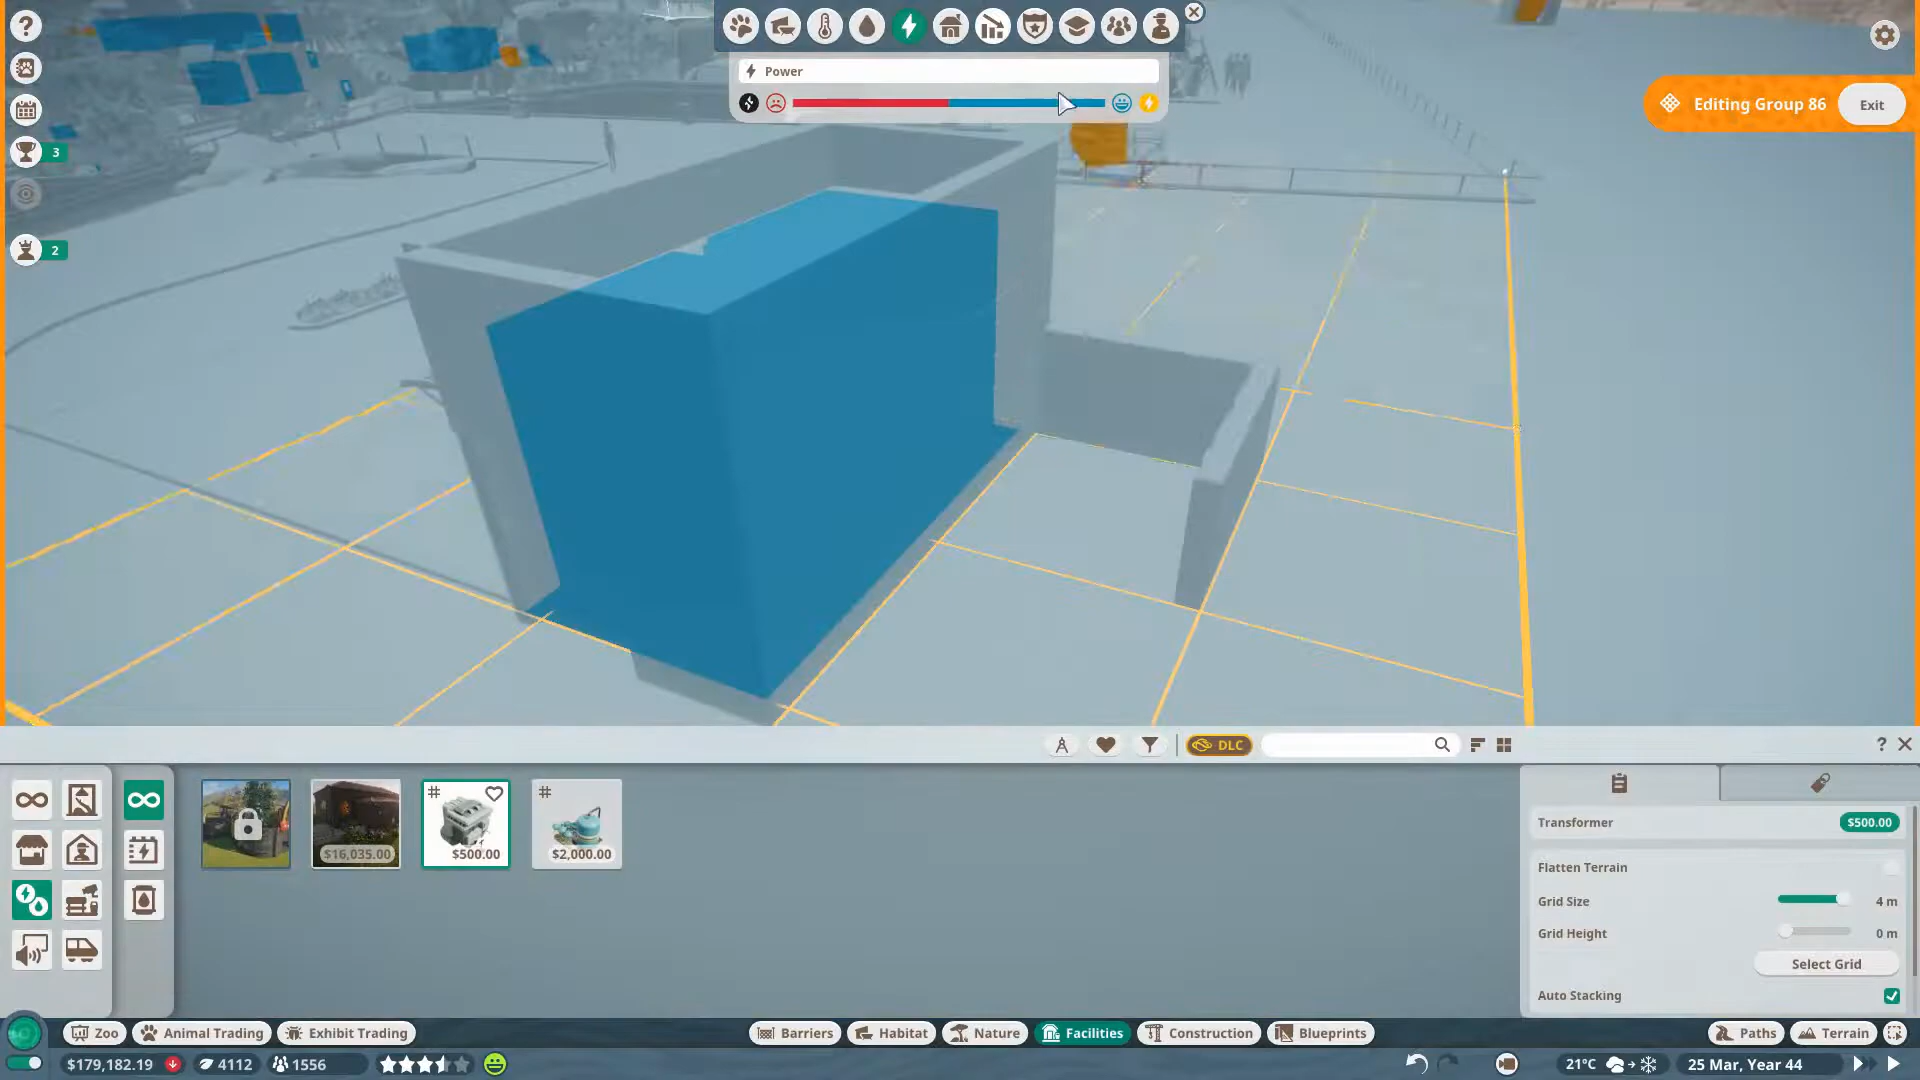 ?
Power
Editing Group 86
Exit
3
2
DLC
?
$16,035.00
#
$500.00
#
$2,000.00
Transformer
$500.00
Flatten Terrain
Grid Size
4 m
Grid Height
0 m
Select Grid
Auto Stacking
Zoo
Animal Trading
Exhibit Trading
Barriers
Habitat
Nature
Facilities
Construction
Blueprints
Paths
Terrain
$179,182.19
4112
1556
21°C
25 Mar, Year 44